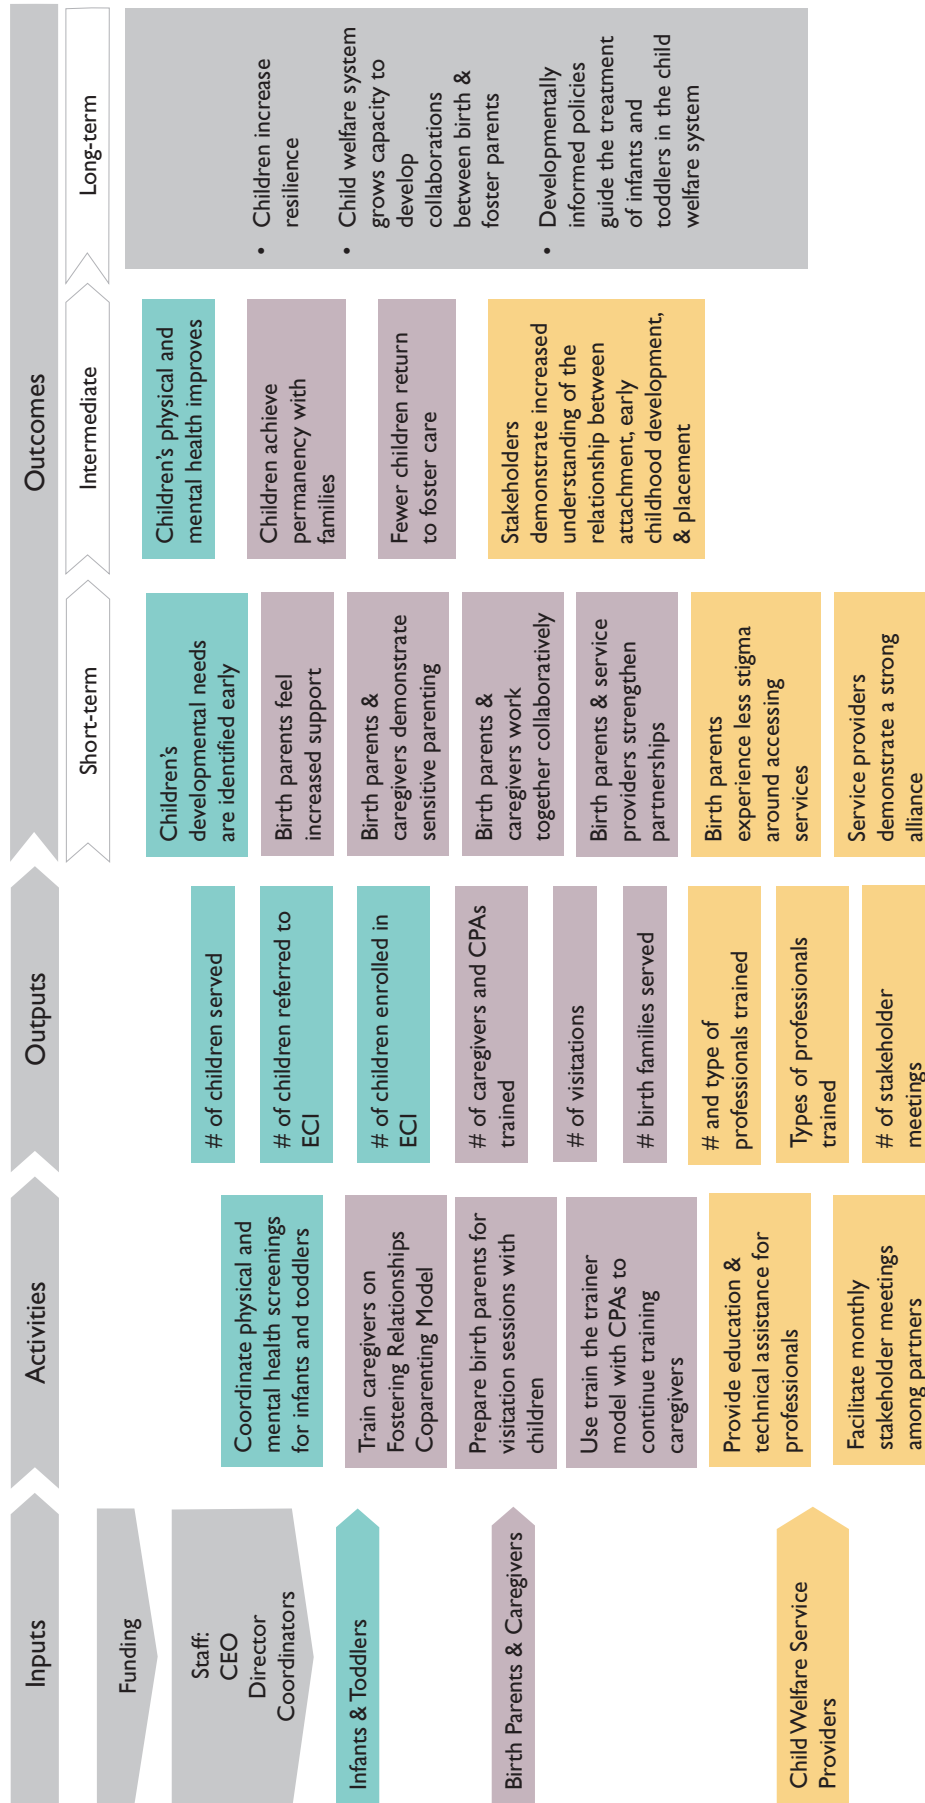 Inputs
Activities
Outputs
Outcomes
Short-term
Intermediate
Long-term
Funding
Staff:
CEO
Director
Coordinators
Infants & Toddlers
Birth Parents & Caregivers
Child Welfare Service
Providers
Coordinate physical and
mental health screenings
for infants and toddlers
Train caregivers on
Fostering Relationships
Coparenting Model
Prepare birth parents for
visitation sessions with
children
Use train the trainer
model with CPAs to
continue training
caregivers
Provide education &
technical assistance for
professionals
Facilitate monthly
stakeholder meetings
among partners
# of children served
# of children referred to
ECI
# of children enrolled in
ECI
# of caregivers and CPAs
trained
# of visitations
# birth families served
# and type of
professionals trained
Types of professionals
trained
# of stakeholder
meetings
Children's
developmental needs
are identified early
Birth parents feel
increased support
Birth parents &
caregivers demonstrate
sensitive parenting
Birth parents &
caregivers work
together collaboratively
Birth parents & service
providers strengthen
partnerships
Birth parents
experience less stigma
around accessing
services
Service providers
demonstrate a strong
alliance
Children's physical and
mental health improves
Children achieve
permanency with
families
Fewer children return
to foster care
Stakeholders
demonstrate increased
understanding of the
relationship between
attachment, early
childhood development,
& placement
• Children increase
resilience
• Child welfare system
grows capacity to
develop
collaborations
between birth &
foster parents
• Developmentally
informed policies
guide the treatment
of infants and
toddlers in the child
welfare system